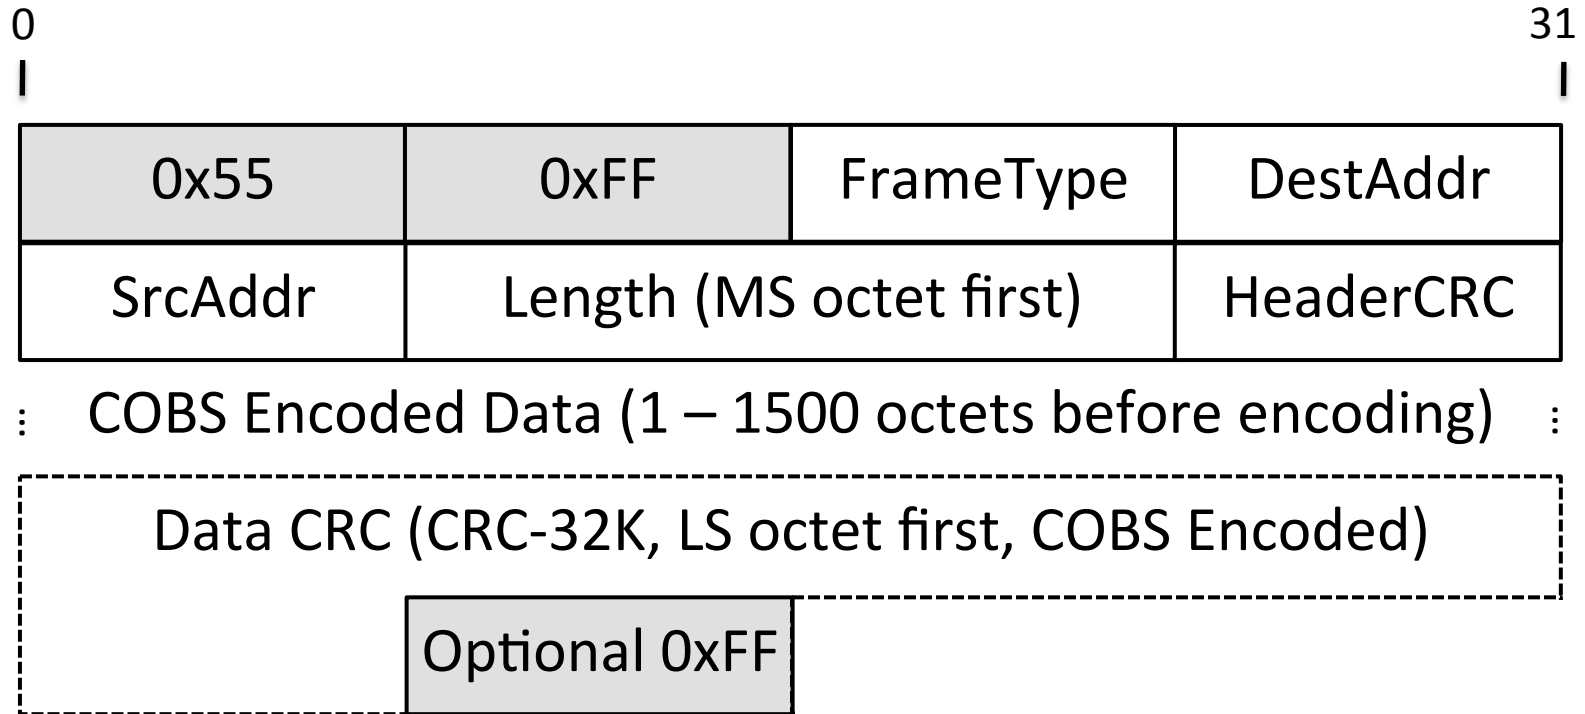 0 31
0x55 0xFF FrameType DestAddr
SrcAddr Length (MS octet first) HeaderCRC
⋮ COBS Encoded Data (1 – 1500 octets before encoding) ⋮
Data CRC (CRC-32K, LS octet first, COBS Encoded)
Optional 0xFF